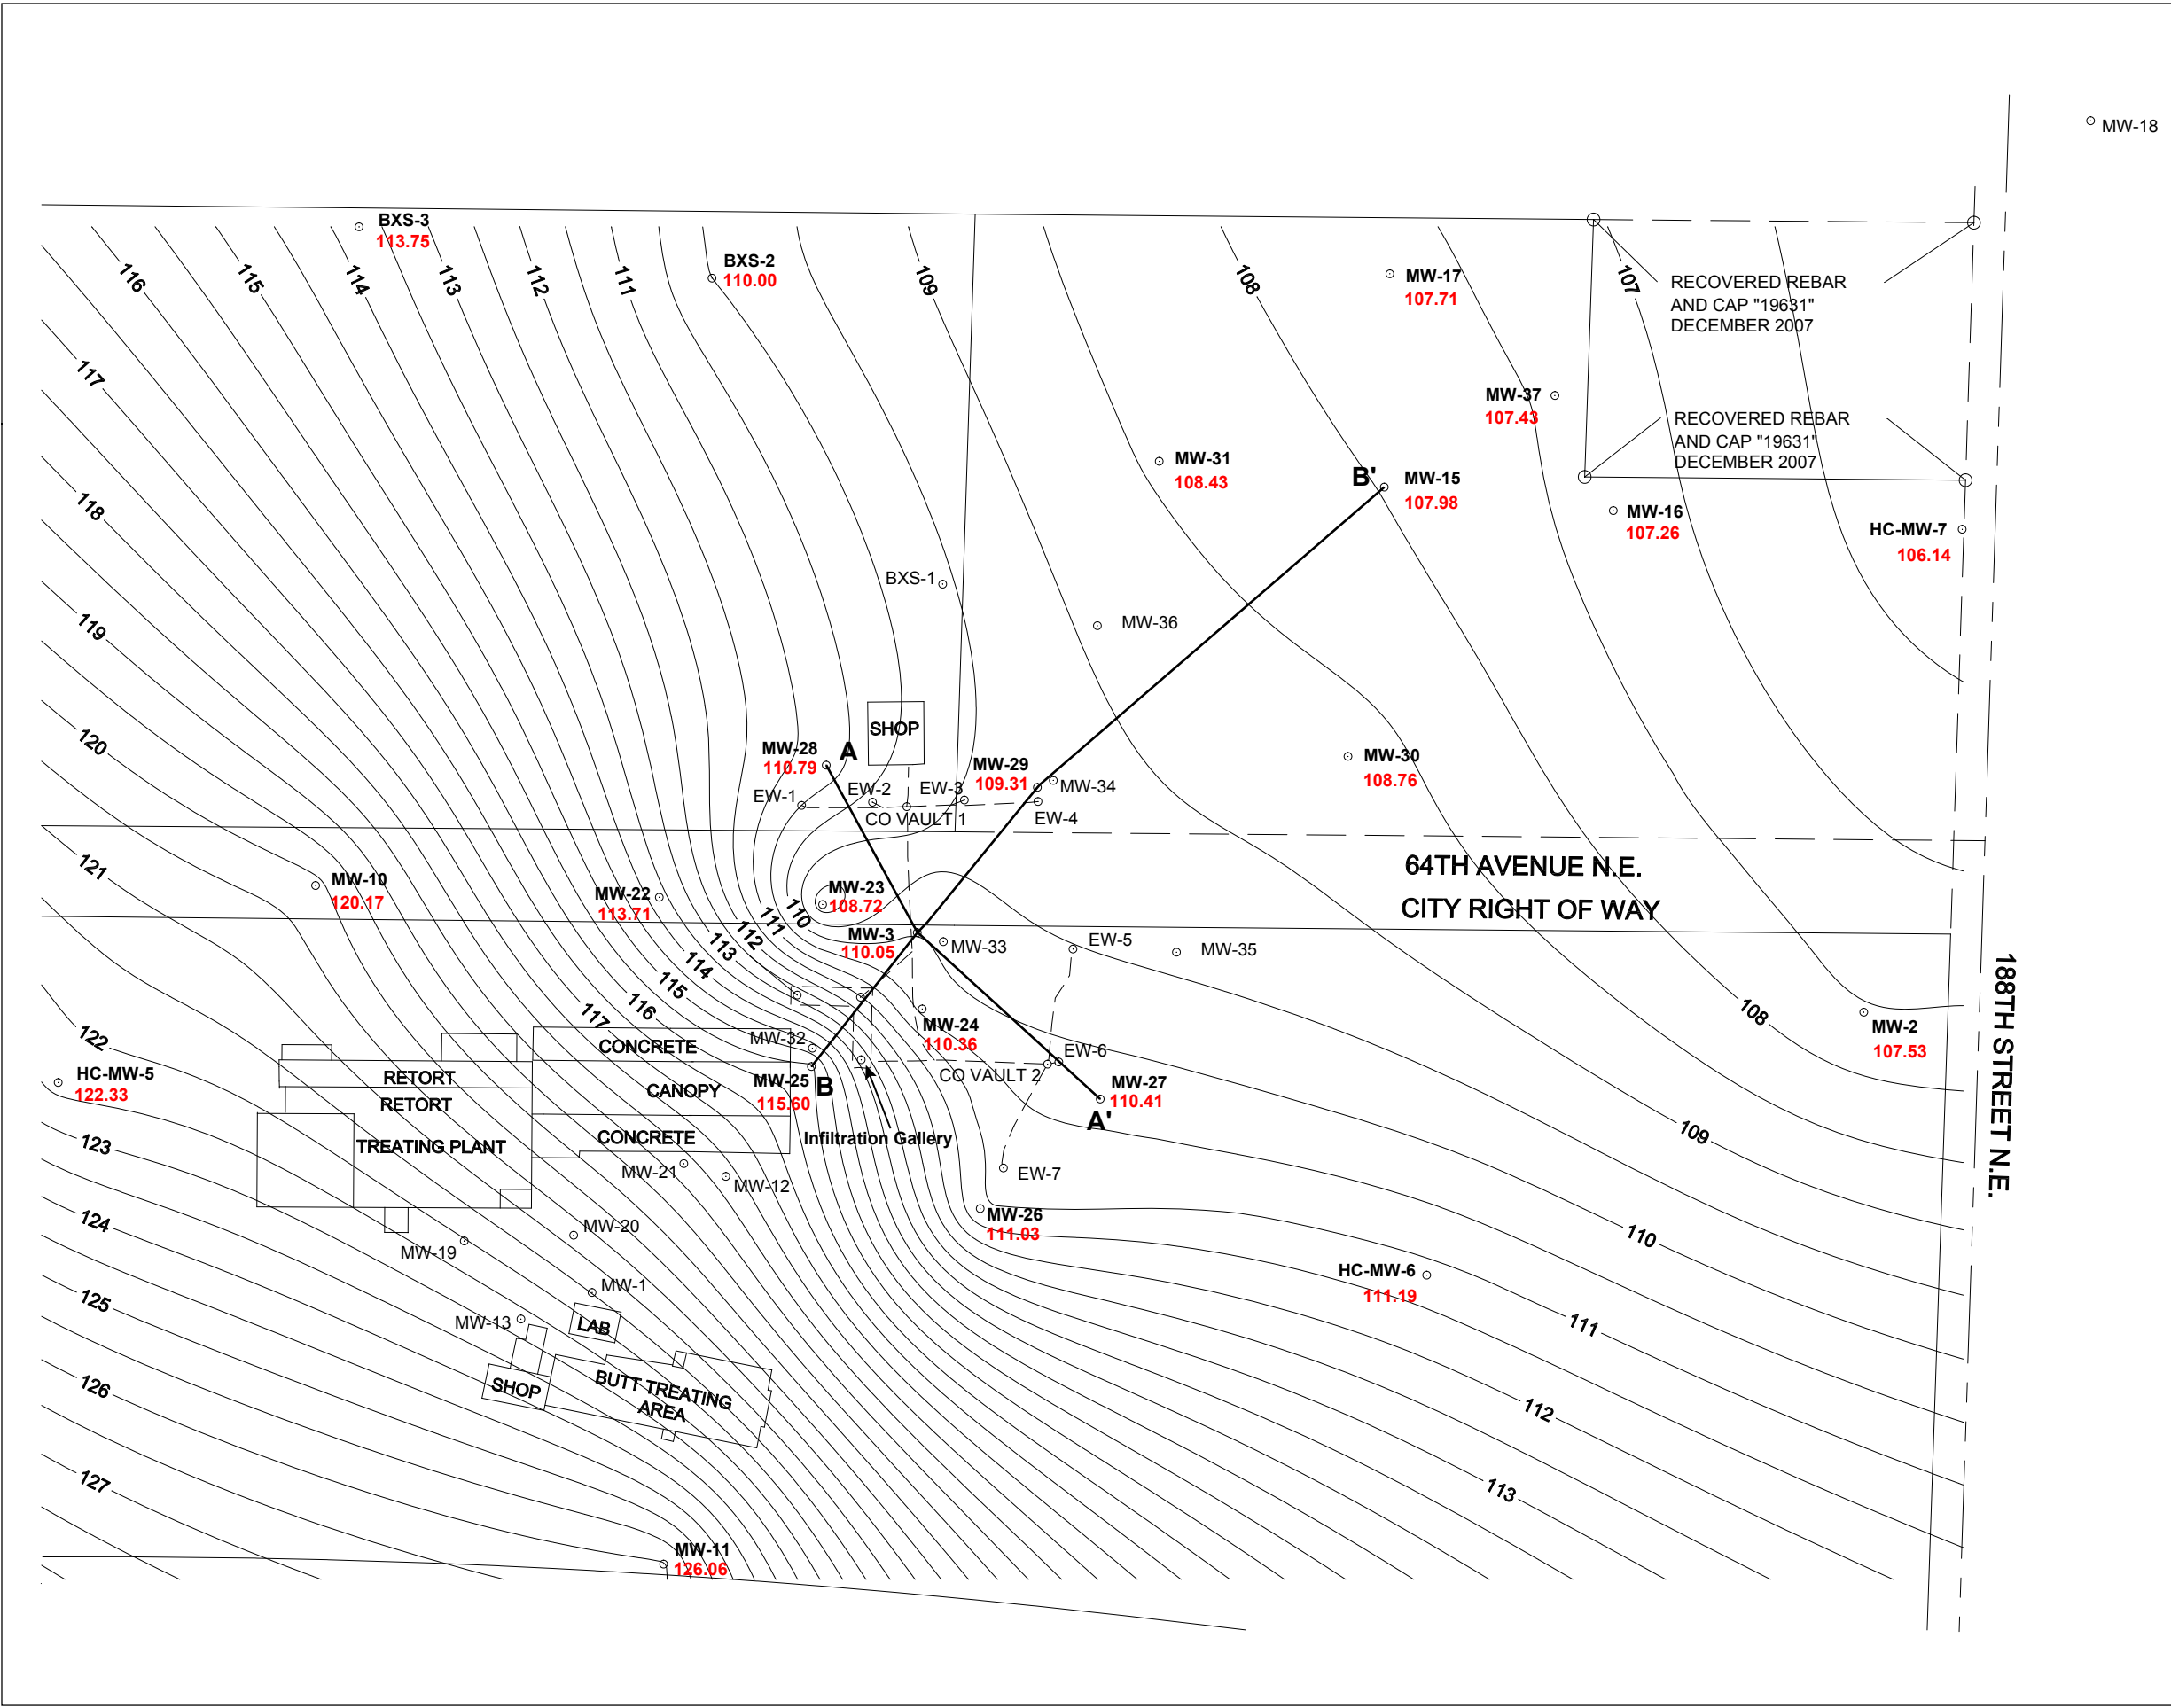 MW-18
BXS-3
113.75
BXS-2
110.00
116
115
114
113
112
111
109
108
107
MW-17
107.71
RECOVERED REBAR
AND CAP "19631"
DECEMBER 2007
117
MW-37
107.43
RECOVERED REBAR
AND CAP "19631"
DECEMBER 2007
MW-31
108.43
B'
MW-15
107.98
118
MW-16
107.26
HC-MW-7
106.14
BXS-1
119
MW-36
SHOP
120
MW-28
110.79
A
MW-29
109.31
MW-34
MW-30
108.76
EW-1
EW-2
EW-3
EW-4
CO VAULT 1
121
64TH AVENUE N.E.
CITY RIGHT OF WAY
MW-10
120.17
MW-22
113.71
MW-23
108.72
110
111
112
113
114
115
116
117
MW-3
110.05
MW-33
EW-5
MW-35
188TH STREET N.E.
108
MW-2
107.53
122
MW-24
110.36
MW-32
CONCRETE
EW-6
CO VAULT 2
HC-MW-5
122.33
RETORT
RETORT
CANOPY
MW-25
115.60
B
MW-27
110.41
A'
109
123
TREATING PLANT
CONCRETE
Infiltration Gallery
MW-21
MW-12
EW-7
124
MW-20
MW-19
MW-26
111.03
110
HC-MW-6
111.19
125
MW-1
MW-13
LAB
111
126
SHOP
BUTT TREATING
AREA
112
127
113
MW-11
126.06